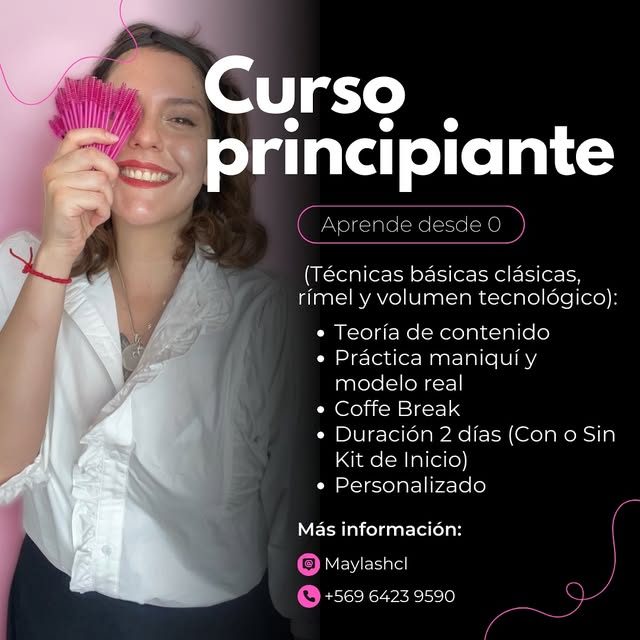 Curso
principiante
Aprende desde 0
(Técnicas básicas clásicas,
rímel y volumen tecnológico):
• Teoría de contenido
• Práctica maniquí y
modelo real
• Coffe Break
• Duración 2 días (Con o Sin
Kit de Inicio)
• Personalizado
Más información:
Maylashcl
+569 6423 9590